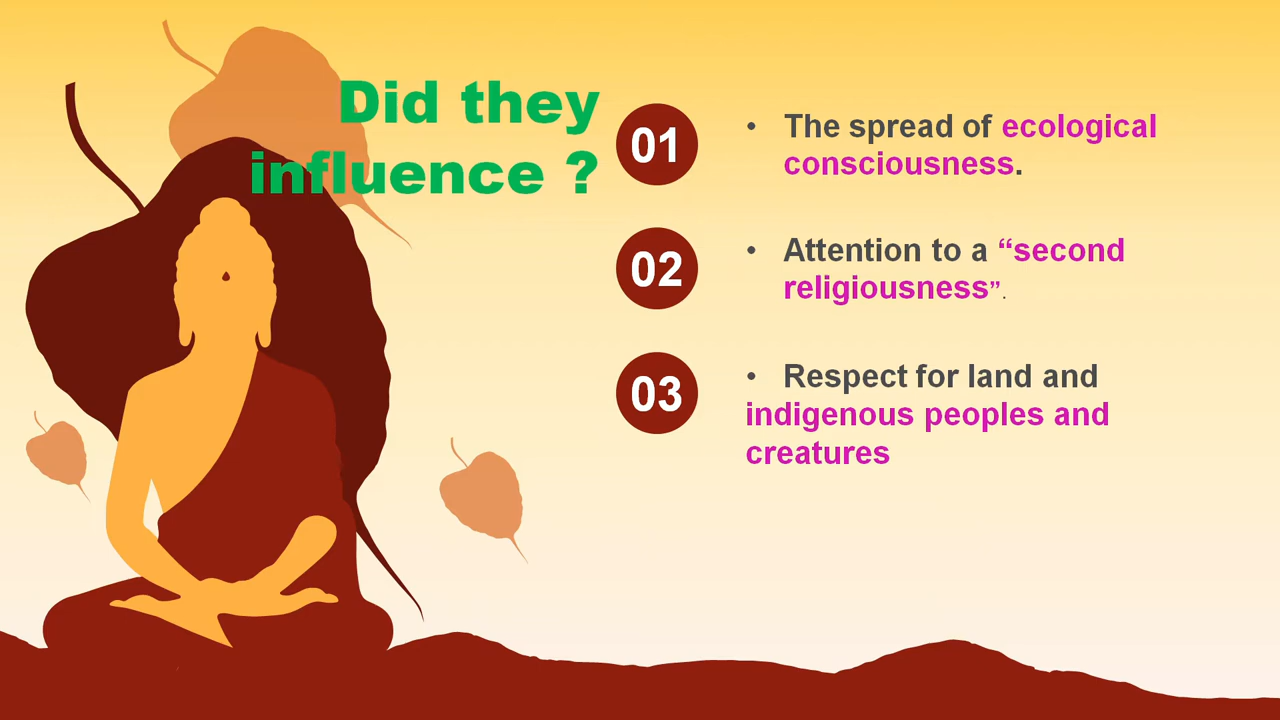 Did they
influence ?
01
• The spread of ecological
consciousness.
02
• Attention to a “second
religiousness”.
03
• Respect for land and
indigenous peoples and
creatures